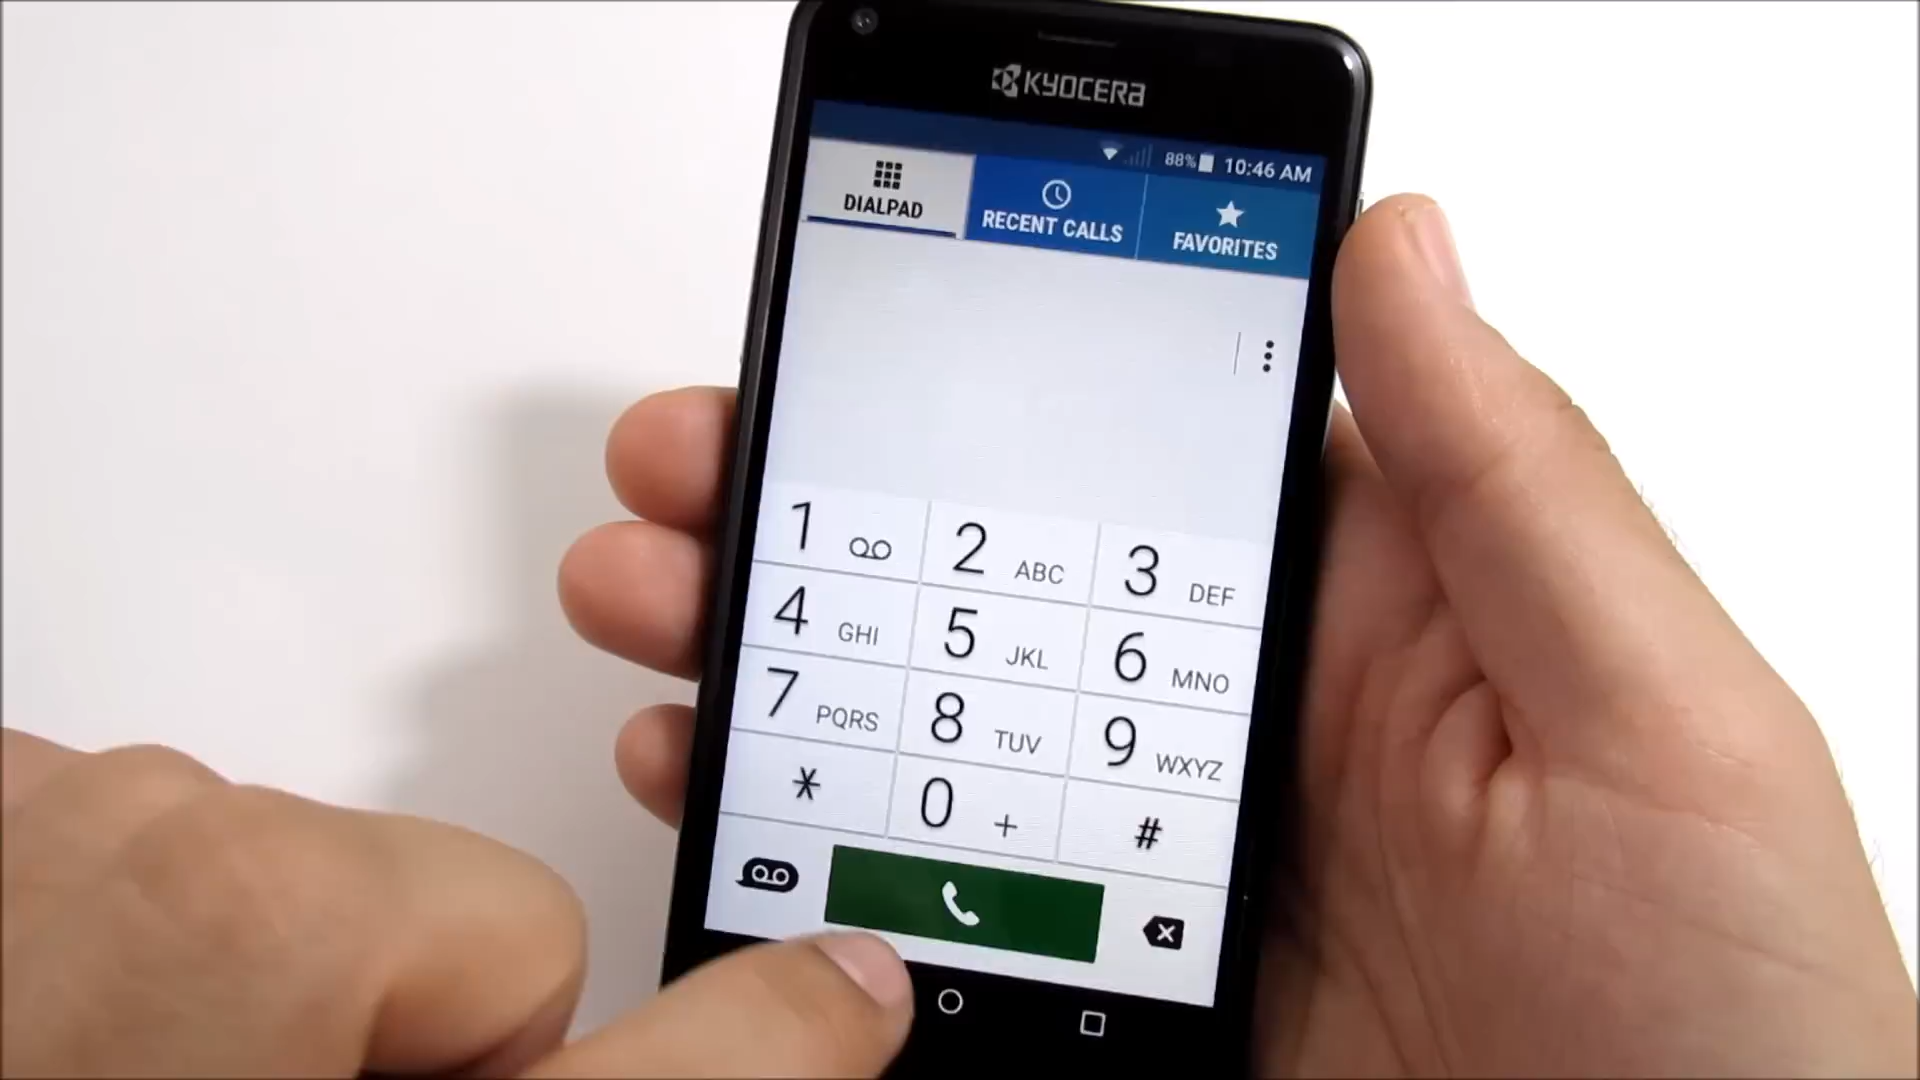 KYOCERA
88% 10:46 AM
DIALPAD
RECENT CALLS
FAVORITES
1
2 ABC
3 DEF
4 GHI
5 JKL
6 MNO
7 PQRS
8 TUV
9 WXYZ
*
0 +
#